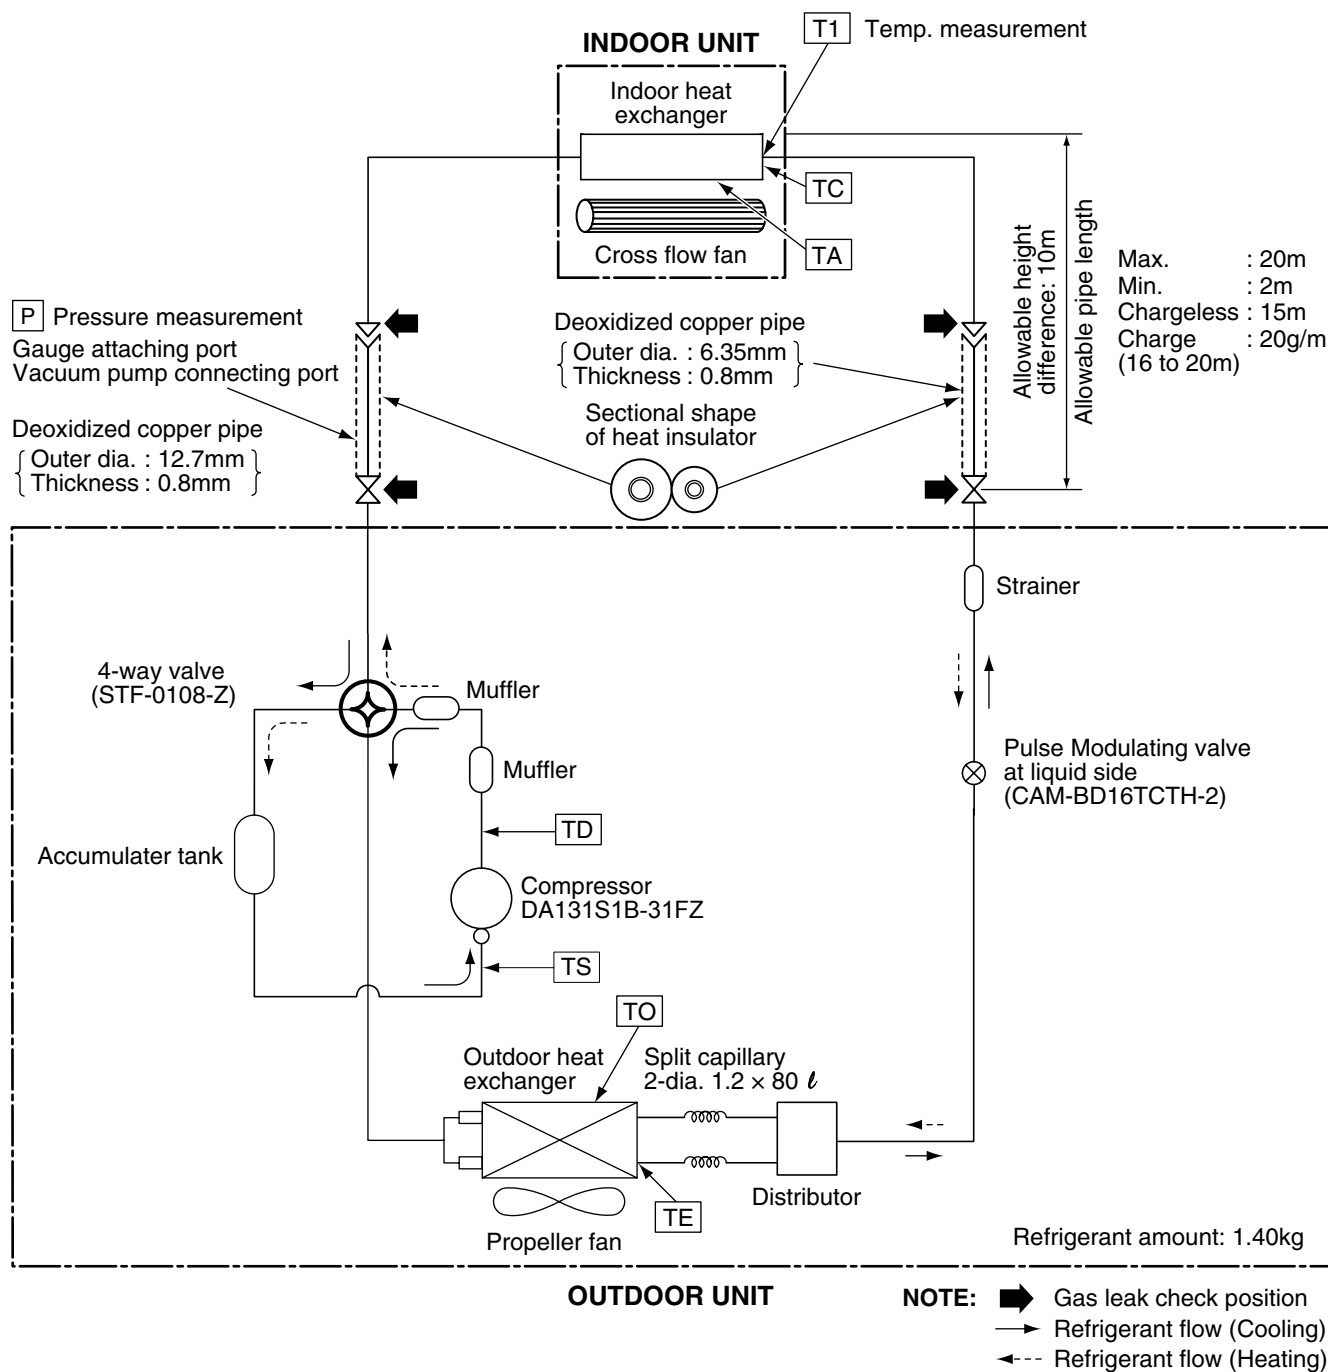 T1 Temp. measurement
INDOOR UNIT
Indoor heat
exchanger
TC
Cross flow fan
TA
Allowable height
difference: 10m
Allowable pipe length
Max. : 20m
Min. : 2m
Chargeless : 15m
Charge : 20g/m
(16 to 20m)
P Pressure measurement
Gauge attaching port
Vacuum pump connecting port
Deoxidized copper pipe
Outer dia. : 12.7mm
Thickness : 0.8mm
Deoxidized copper pipe
Outer dia. : 6.35mm
Thickness : 0.8mm
Sectional shape
of heat insulator
Strainer
4-way valve
(STF-0108-Z)
Muffler
Muffler
Pulse Modulating valve
at liquid side
(CAM-BD16TCTH-2)
TD
Accumulater tank
Compressor
DA131S1B-31FZ
TS
TO
Outdoor heat
exchanger
Split capillary
2-dia. 1.2 × 80 ℓ
TE
Distributor
Propeller fan
Refrigerant amount: 1.40kg
OUTDOOR UNIT
NOTE: Gas leak check position
Refrigerant flow (Cooling)
Refrigerant flow (Heating)